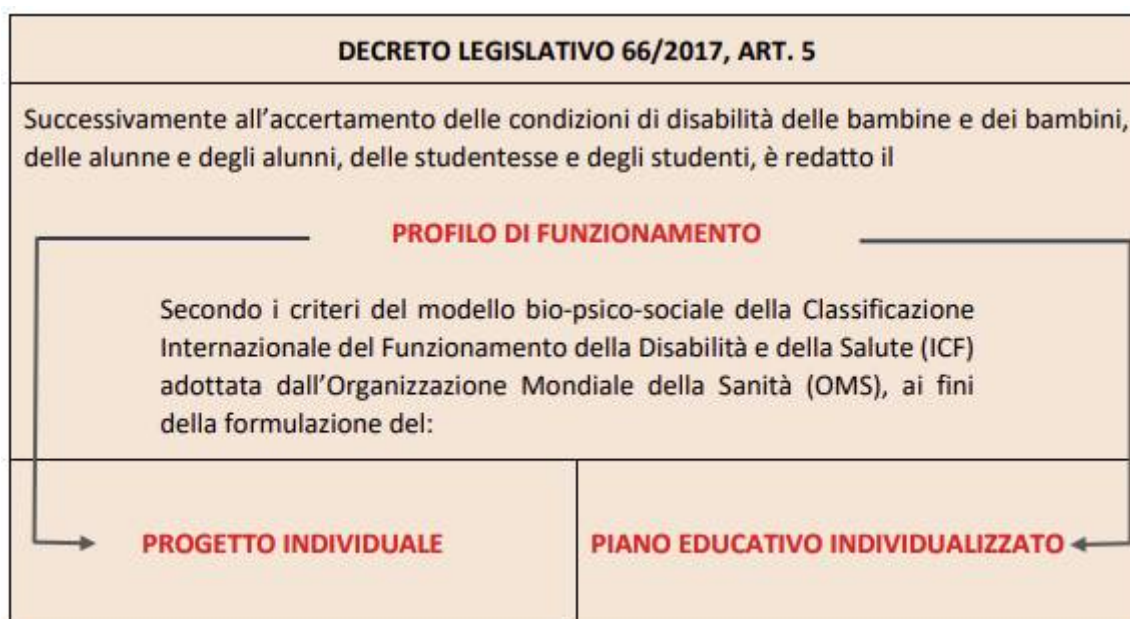 DECRETO LEGISLATIVO 66/2017, ART. 5
Successivamente all’accertamento delle condizioni di disabilità delle bambine e dei bambini,
delle alunne e degli alunni, delle studentesse e degli studenti, è redatto il
PROFILO DI FUNZIONAMENTO
Secondo i criteri del modello bio-psico-sociale della Classificazione
Internazionale del Funzionamento della Disabilità e della Salute (ICF)
adottata dall’Organizzazione Mondiale della Sanità (OMS), ai fini
della formulazione del:
PROGETTO INDIVIDUALE
PIANO EDUCATIVO INDIVIDUALIZZATO